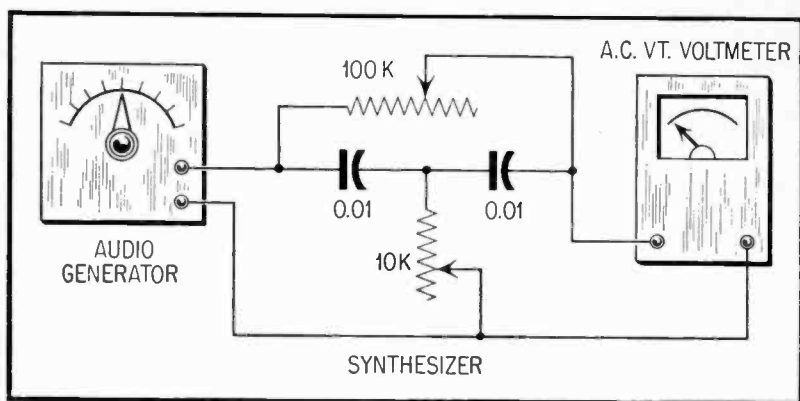 A.C. VT. VOLTMETER
100 K
0.01
0.01
10K
AUDIO
GENERATOR
SYNTHESIZER